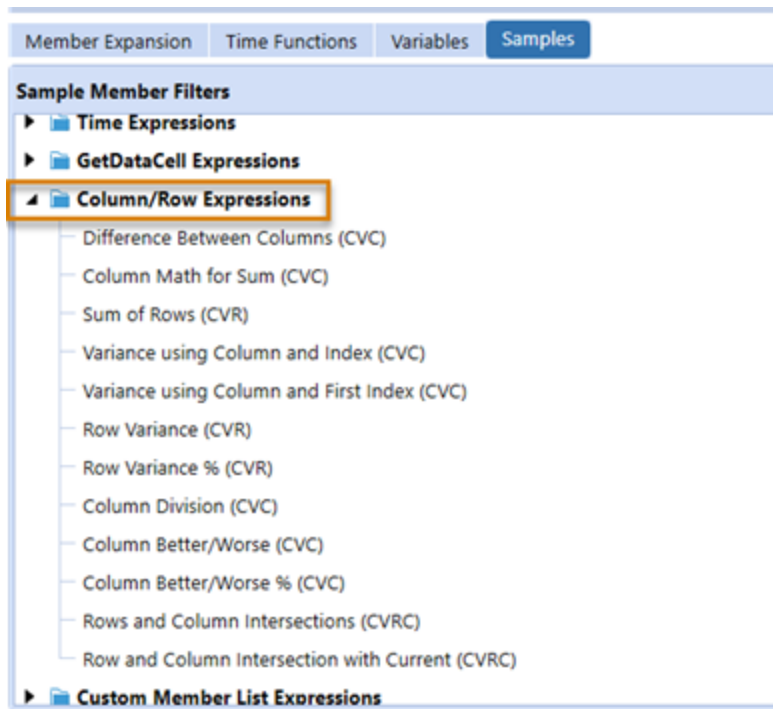 Member Expansion Time Functions Variables Samples
Sample Member Filters
Time Expressions
GetDataCell Expressions
Column/Row Expressions
Difference Between Columns (CVC)
Column Math for Sum (CVC)
Sum of Rows (CVR)
Variance using Column and Index (CVC)
Variance using Column and First Index (CVC)
Row Variance (CVR)
Row Variance % (CVR)
Column Division (CVC)
Column Better/Worse (CVC)
Column Better/Worse % (CVC)
Rows and Column Intersections (CVRC)
Row and Column Intersection with Current (CVRC)
Custom Member List Expressions